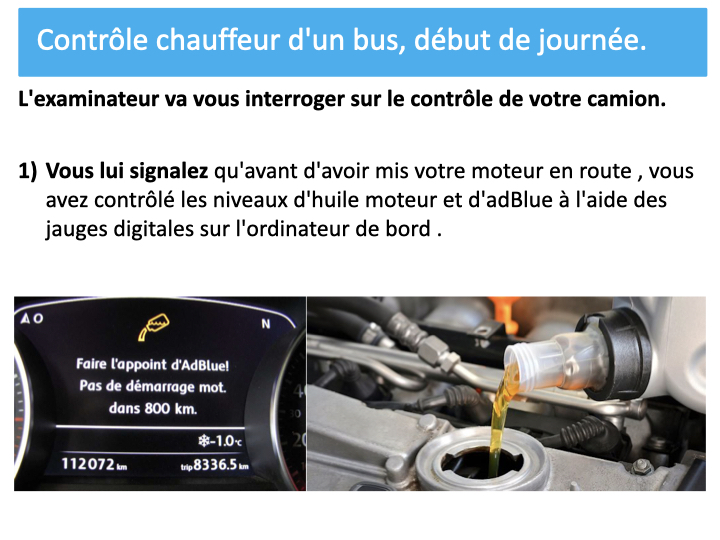 Contrôle chauffeur d'un bus, début de journée.
L'examinateur va vous interroger sur le contrôle de votre camion.
1) Vous lui signalez qu'avant d'avoir mis votre moteur en route , vous
avez contrôlé les niveaux d'huile moteur et d'adBlue à l'aide des
jauges digitales sur l'ordinateur de bord .
O
N
Faire l'appoint d'AdBlue!
Pas de démarrage mot.
dans 800 km.
-1.0°C
112072 km trip 8336.5 km